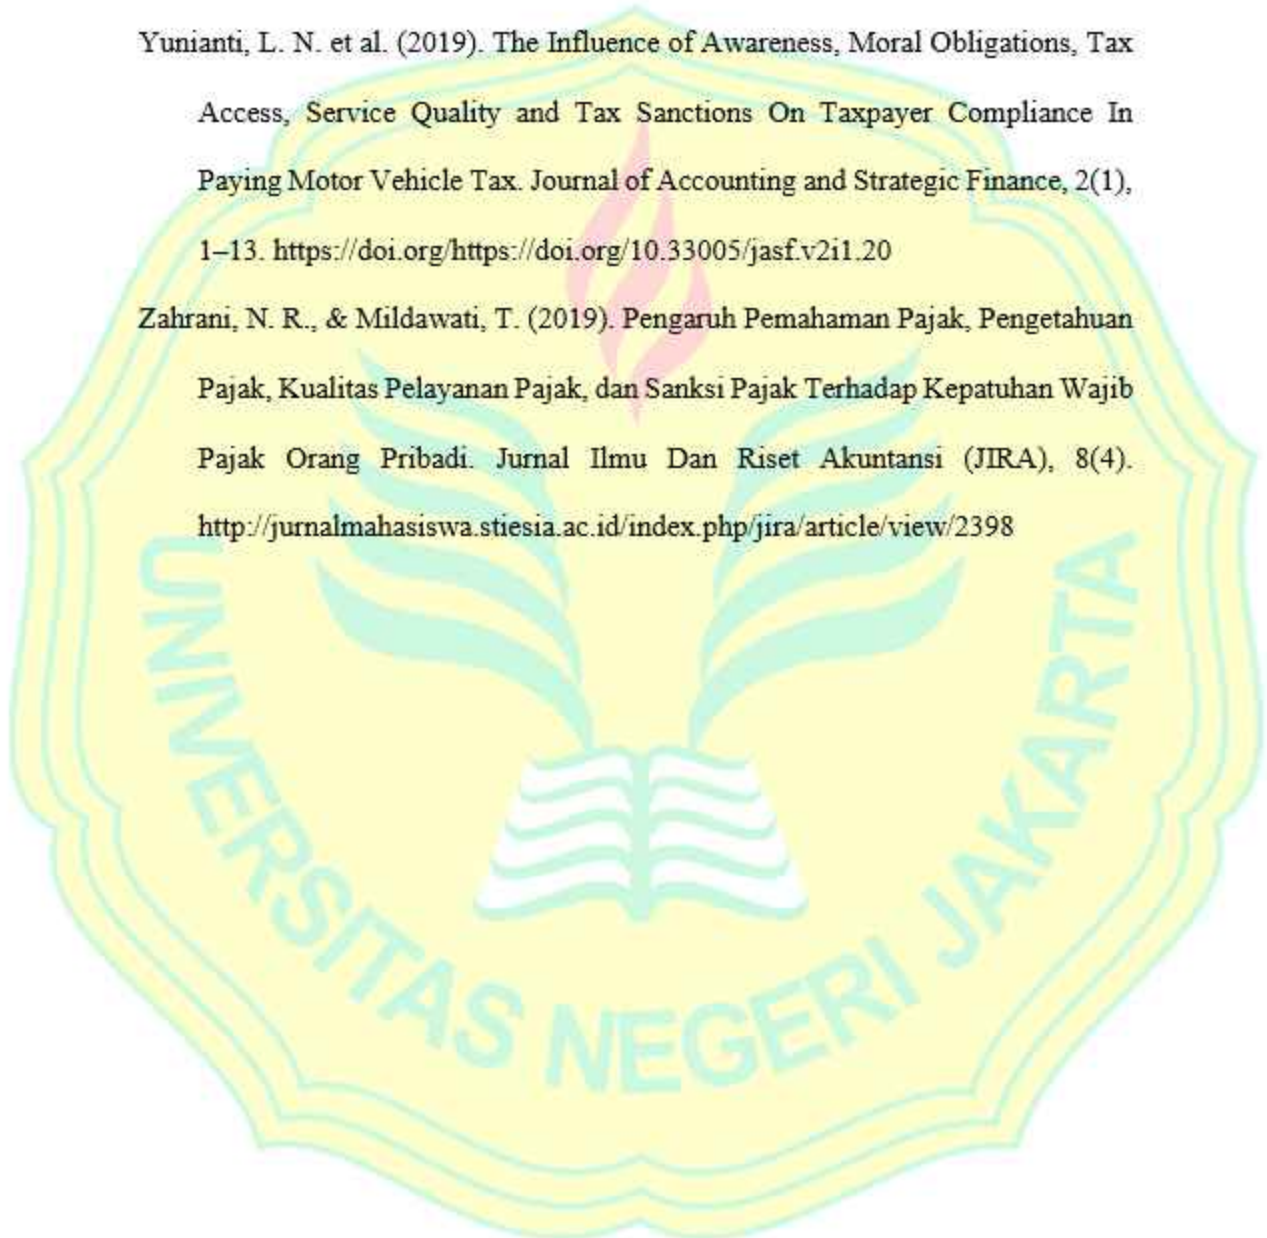 Yunianti, L. N. et al. (2019). The Influence of Awareness, Moral Obligations, Tax
Access, Service Quality and Tax Sanctions On Taxpayer Compliance In
Paying Motor Vehicle Tax. Journal of Accounting and Strategic Finance, 2(1),
1–13. https://doi.org/https://doi.org/10.33005/jasf.v2i1.20
Zahrani, N. R., & Mildawati, T. (2019). Pengaruh Pemahaman Pajak, Pengetahuan
Pajak, Kualitas Pelayanan Pajak, dan Sanksi Pajak Terhadap Kepatuhan Wajib
Pajak Orang Pribadi. Jurnal Ilmu Dan Riset Akuntansi (JIRA), 8(4).
http://jurnalmahasiswa.stiesia.ac.id/index.php/jira/article/view/2398
UNIVERSITAS NEGERI JAKARTA